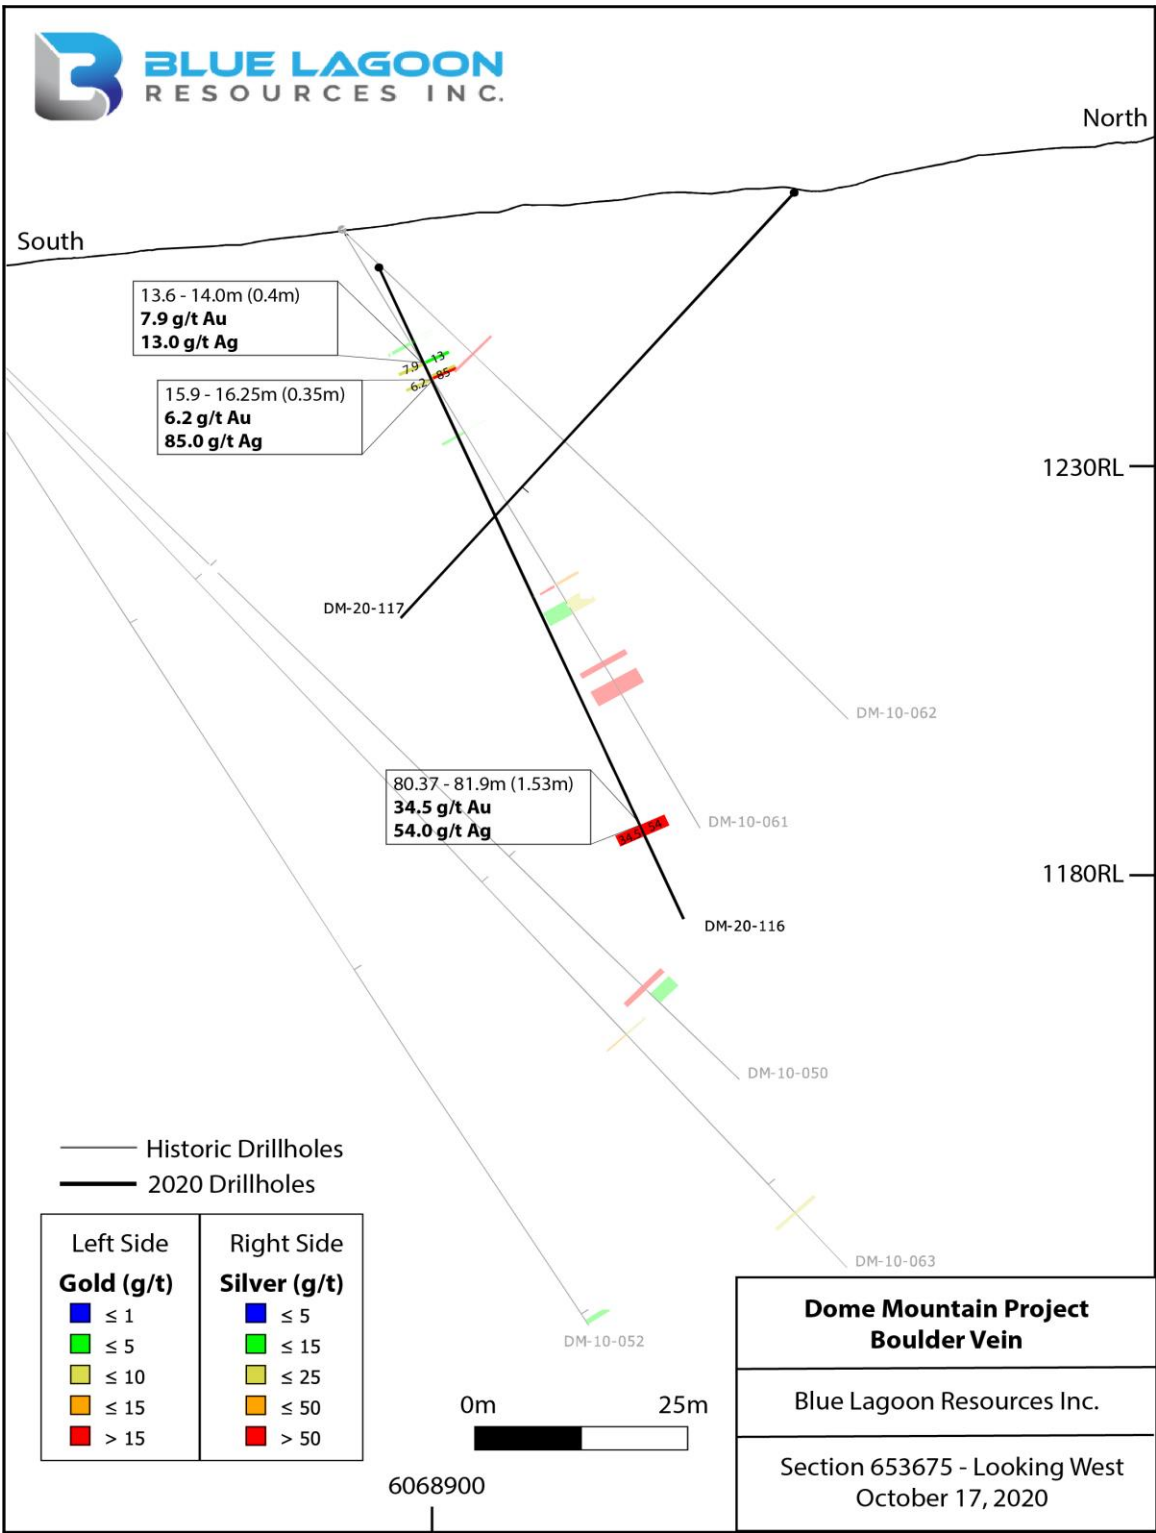 BLUE LAGOON
RESOURCES INC.
North
South
13.6 - 14.0m (0.4m)
7.9 g/t Au
13.0 g/t Ag
7.9 13
6.2 85
15.9 - 16.25m (0.35m)
6.2 g/t Au
85.0 g/t Ag
1230RL
DM-20-117
DM-10-062
80.37 - 81.9m (1.53m)
34.5 g/t Au
54.0 g/t Ag
34.5 54
DM-10-061
1180RL
DM-20-116
DM-10-050
Historic Drillholes
2020 Drillholes
DM-10-063
DM-10-052
Left Side
Gold (g/t)
≤ 1
≤ 5
≤ 10
≤ 15
> 15
Right Side
Silver (g/t)
≤ 5
≤ 15
≤ 25
≤ 50
> 50
0m 25m
6068900
Dome Mountain Project
Boulder Vein
Blue Lagoon Resources Inc.
Section 653675 - Looking West
October 17, 2020